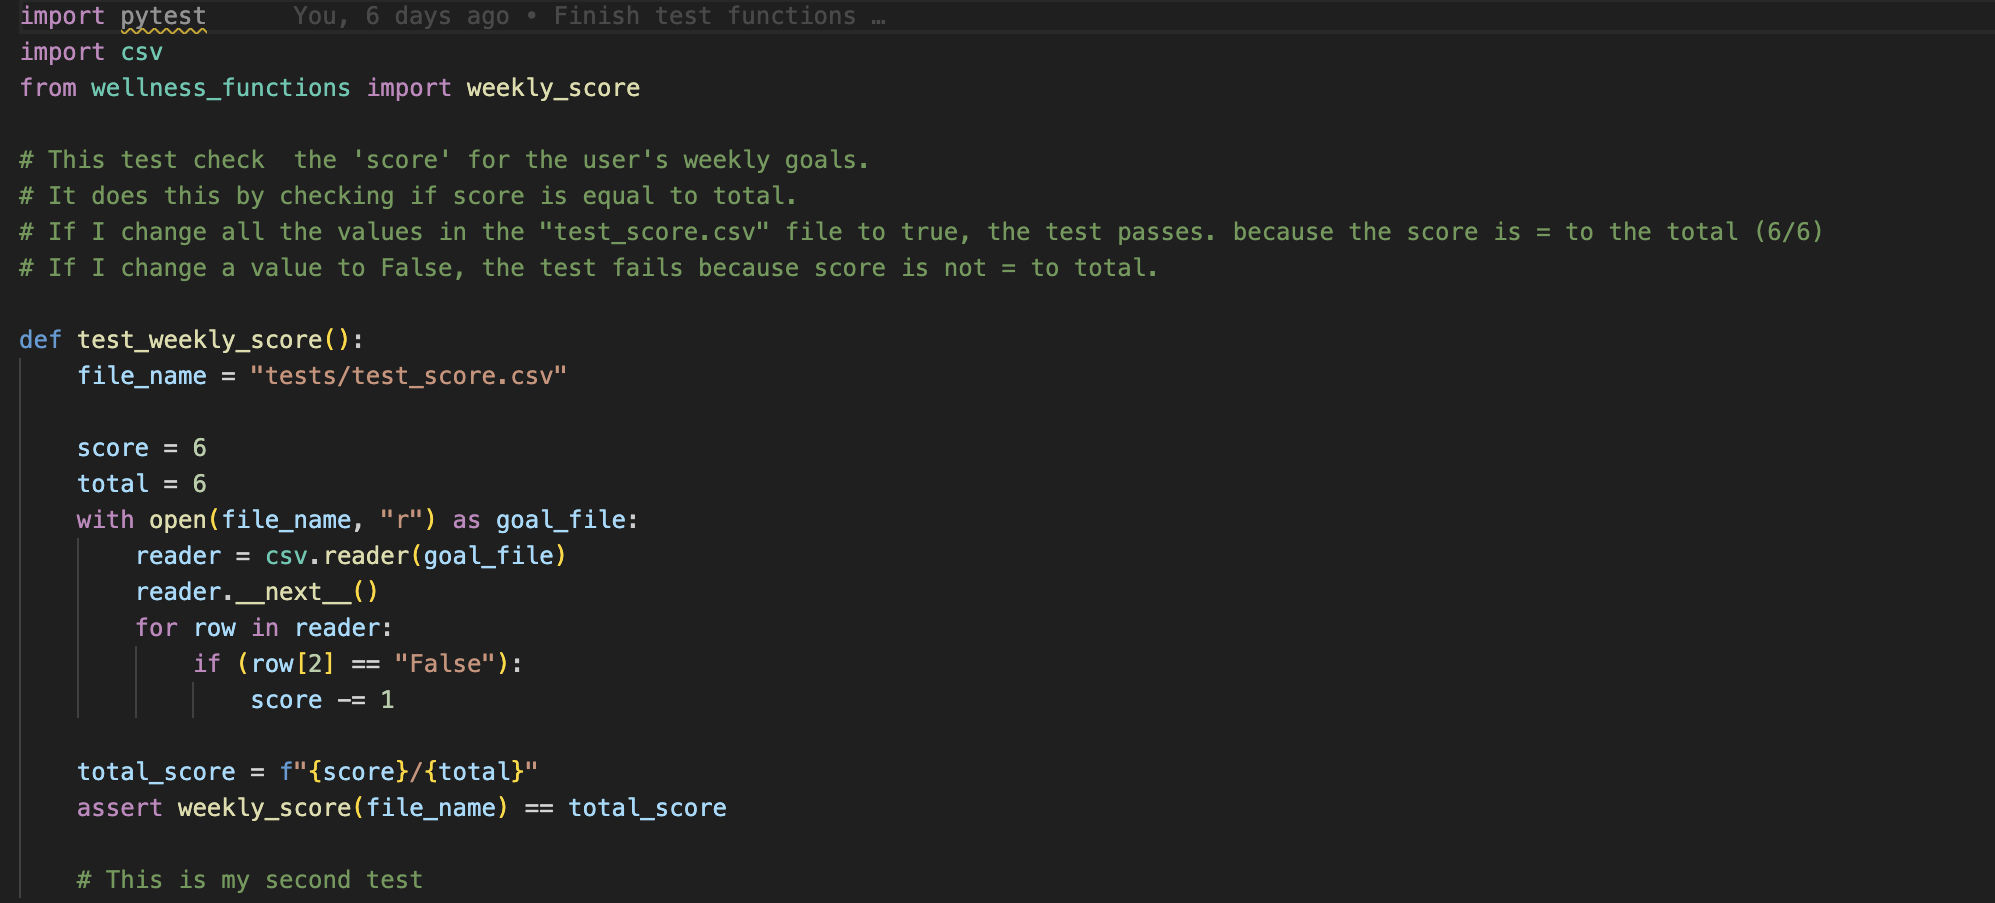 import pytest You, 6 days ago • Finish test functions …
import csv
from wellness_functions import weekly_score
# This test check  the 'score' for the user's weekly goals.
# It does this by checking if score is equal to total.
# If I change all the values in the "test_score.csv" file to true, the test passes. because the score is = to the total (6/6)
# If I change a value to False, the test fails because score is not = to total.
def test_weekly_score():
    file_name = "tests/test_score.csv"
    score = 6
    total = 6
    with open(file_name, "r") as goal_file:
        reader = csv.reader(goal_file)
        reader.__next__()
        for row in reader:
            if (row[2] == "False"):
                score -= 1
    total_score = f"{score}/{total}"
    assert weekly_score(file_name) == total_score
    # This is my second test